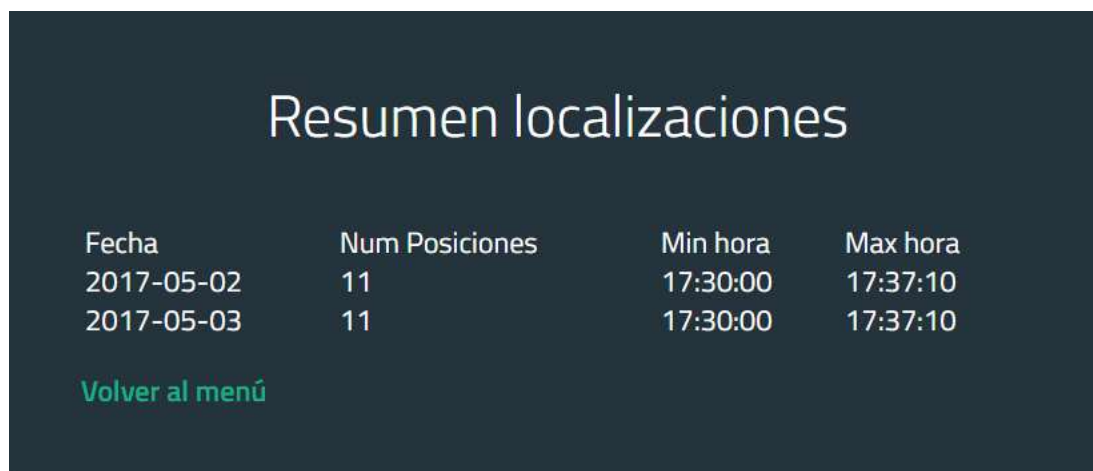 Resumen localizaciones
Fecha Num Posiciones Min hora Max hora
2017-05-02 11 17:30:00 17:37:10
2017-05-03 11 17:30:00 17:37:10
Volver al menú